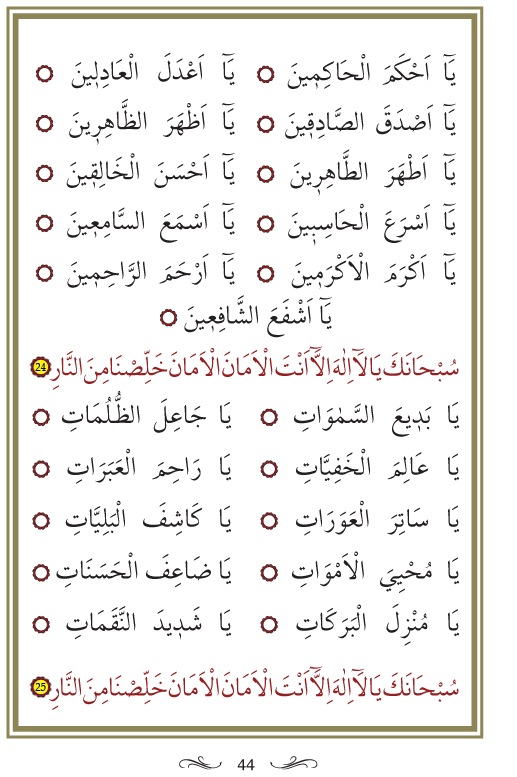 يَٓا اَحْكَمَ الْحَاكِمٖينَ يَٓا اَعْدَلَ الْعَادِلٖينَ
يَٓا اَصْدَقَ الصَّادِقٖينَ يَٓا اَظْهَرَ الظَّاهِرٖينَ
يَٓا اَطْهَرَ الطَّاهِرٖينَ يَٓا اَحْسَنَ الْخَالِقٖينَ
يَٓا اَسْرَعَ الْحَاسِبٖينَ يَٓا اَسْمَعَ السَّامِعٖينَ
يَٓا اَكْرَمَ الْاَكْرَمٖينَ يَٓا اَرْحَمَ الرَّاحِمٖينَ
يَٓا اَشْفَعَ الشَّافِعٖينَ
سُبْحَانَكَ يَا لَٓا اِلٰهَ اِلَّٓا اَنْتَ الْاَمَانَ الْاَمَانَ خَلِّصْنَا مِنَ النَّارِ 24
يَا بَدٖيعَ السَّمٰوَاتِ يَا جَاعِلَ الظُّلُمَاتِ
يَا عَالِمَ الْخَفِيَّاتِ يَا رَاحِمَ الْعَبَرَاتِ
يَا سَاتِرَ الْعَوَرَاتِ يَا كَاشِفَ الْبَلِيَّاتِ
يَا مُحْيِيَ الْاَمْوَاتِ يَا ضَاعِفَ الْحَسَنَاتِ
يَا مُنْزِلَ الْبَرَكَاتِ يَا شَدٖيدَ النَّقَمَاتِ
سُبْحَانَكَ يَا لَٓا اِلٰهَ اِلَّٓا اَنْتَ الْاَمَانَ الْاَمَانَ خَلِّصْنَا مِنَ النَّارِ 25
44